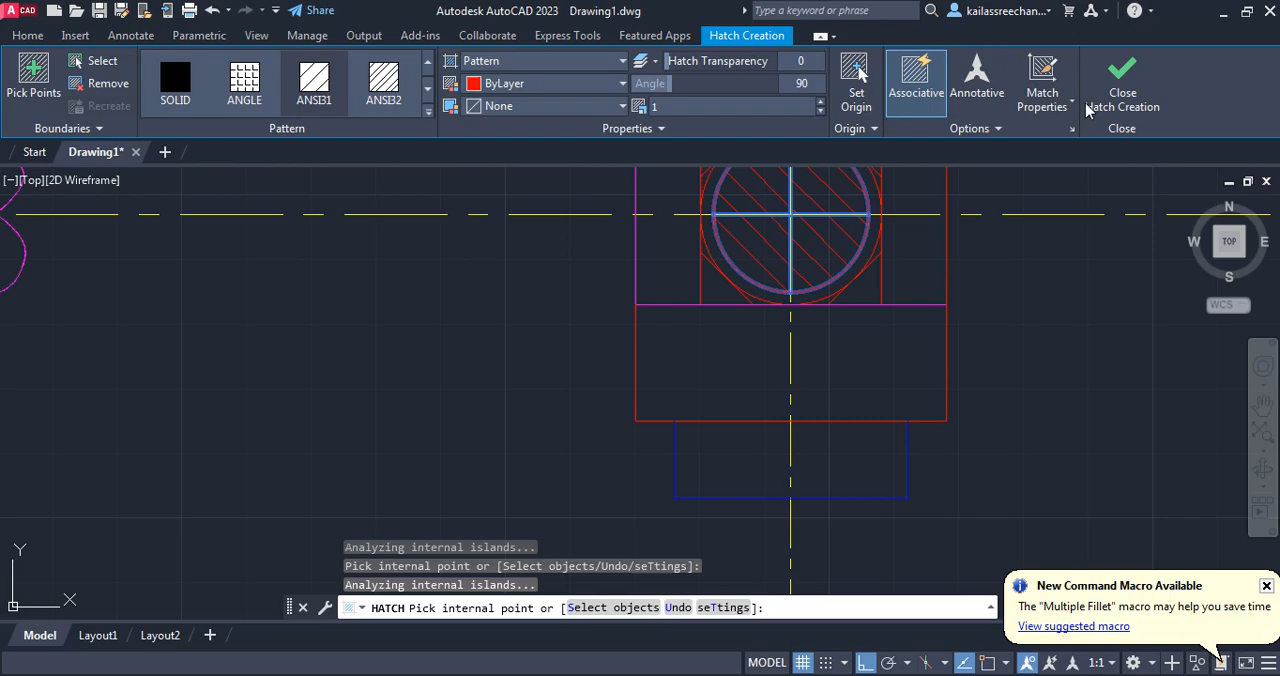 CAD
Share
Autodesk AutoCAD 2023 Drawing1.dwg
Type a keyword or phrase
kailassreechan...
Home Insert Annotate Parametric View Manage Output Add-ins Collaborate Express Tools Featured Apps Hatch Creation
Pick Points
Select
Remove
Recreate
Boundaries
SOLID
ANGLE
ANSI31
ANSI32
Pattern
Pattern
ByLayer
None
Hatch Transparency 0
Angle 90
1
Properties
Set
Origin
Origin
Associative
Annotative
Match
Properties
Options
Close
Hatch Creation
Close
Start Drawing1* × +
[−][Top][2D Wireframe]
N
W TOP E
S
WCS
Y
X
Analyzing internal islands...
Pick internal point or [Select objects/Undo/seTtings]:
Analyzing internal islands...
HATCH Pick internal point or [Select objects Undo seTtings]:
New Command Macro Available
The "Multiple Fillet" macro may help you save time
View suggested macro
Model Layout1 Layout2 +
MODEL 1:1